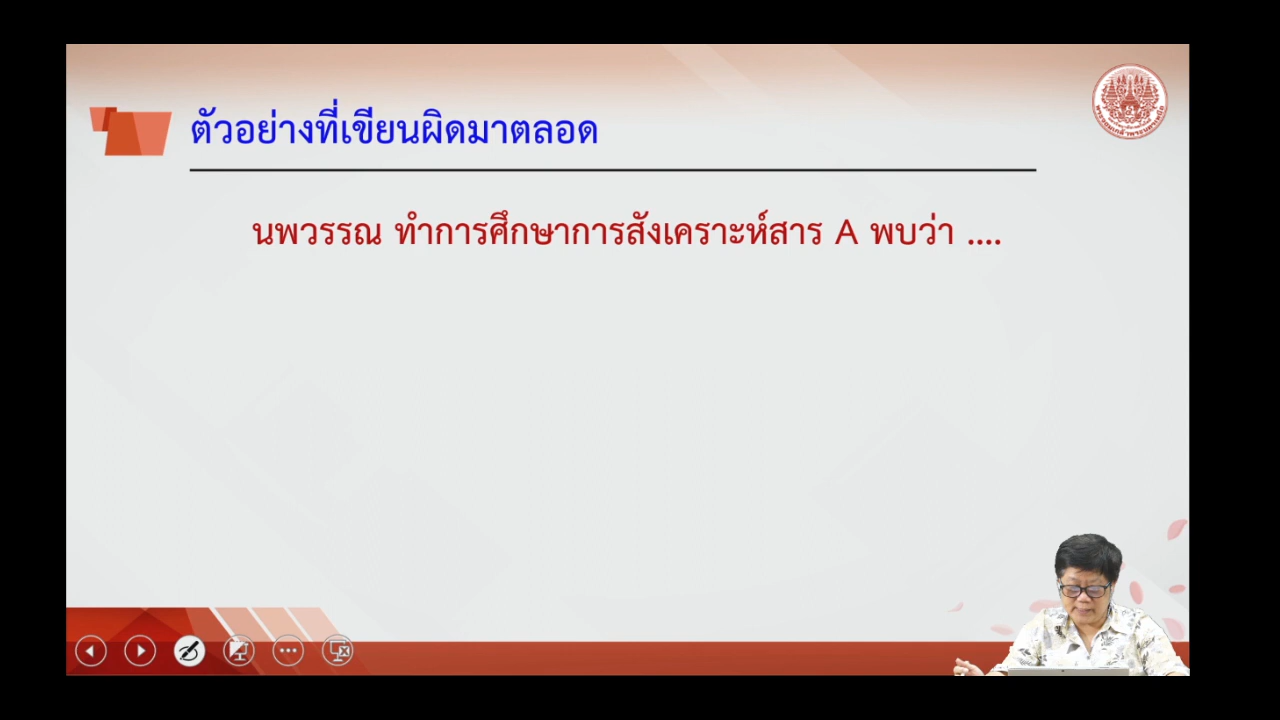 ตัวอย่างที่เขียนผิดมาตลอด
นพวรรณ ทำการศึกษาการสังเคราะห์สาร A พบว่า ....